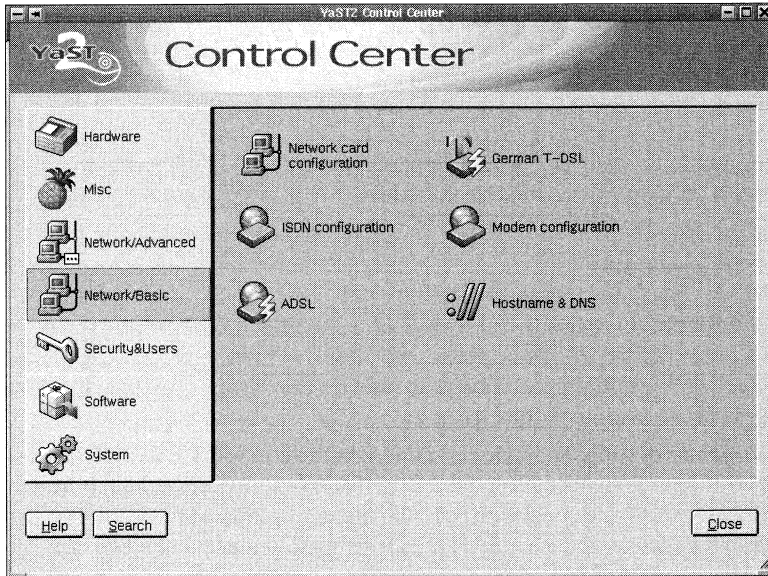 YaST2 Control Center
YaST
2
Control Center
Hardware
Misc
Network/Advanced
Network/Basic
Security&Users
Software
System
Network card
configuration
German T-DSL
ISDN configuration
Modem configuration
ADSL
Hostname & DNS
Help
Search
Close